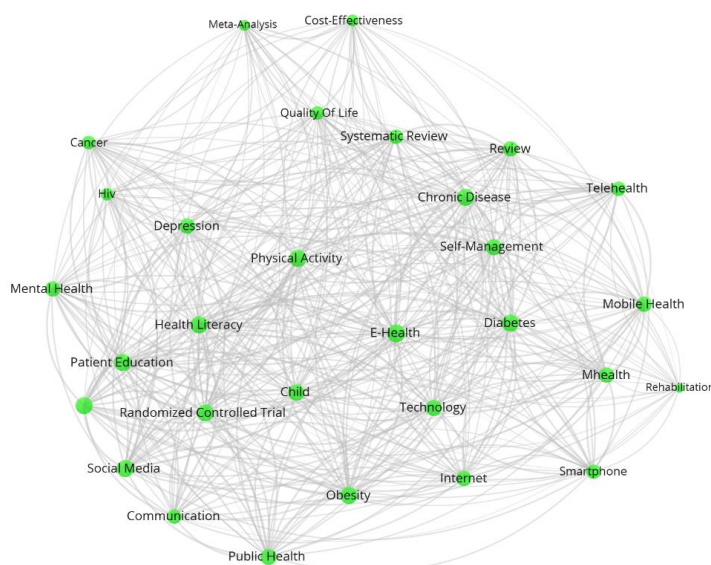 Meta-Analysis
Cost-Effectiveness
Quality Of Life
Systematic Review
Cancer
Review
Telehealth
Hiv
Chronic Disease
Depression
Self-Management
Physical Activity
Mental Health
Mobile Health
Health Literacy
E-Health
Diabetes
Patient Education
Mhealth
Rehabilitation
Child
Randomized Controlled Trial
Technology
Social Media
Smartphone
Internet
Obesity
Communication
Public Health